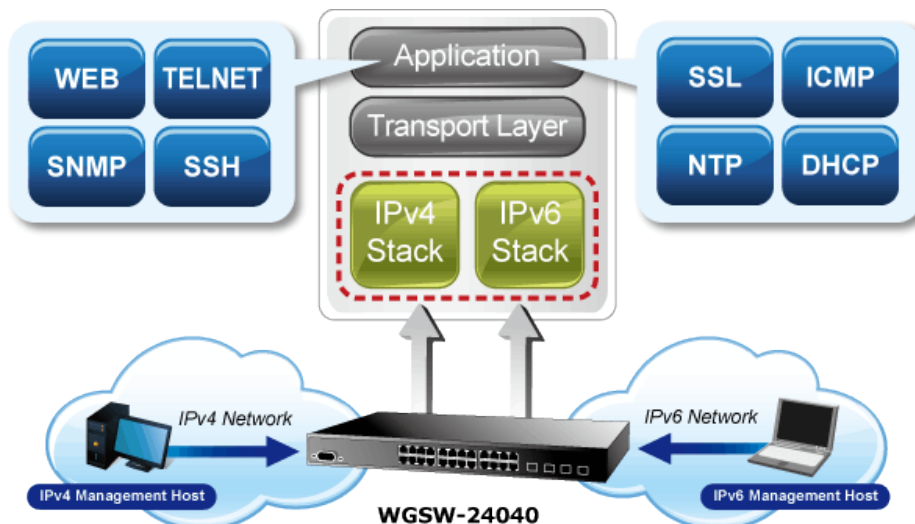 WEB
TELNET
SNMP
SSH
Application
Transport Layer
IPv4
Stack
IPv6
Stack
SSL
ICMP
NTP
DHCP
IPv4 Network
IPv6 Network
IPv4 Management Host
IPv6 Management Host
WGSW-24040